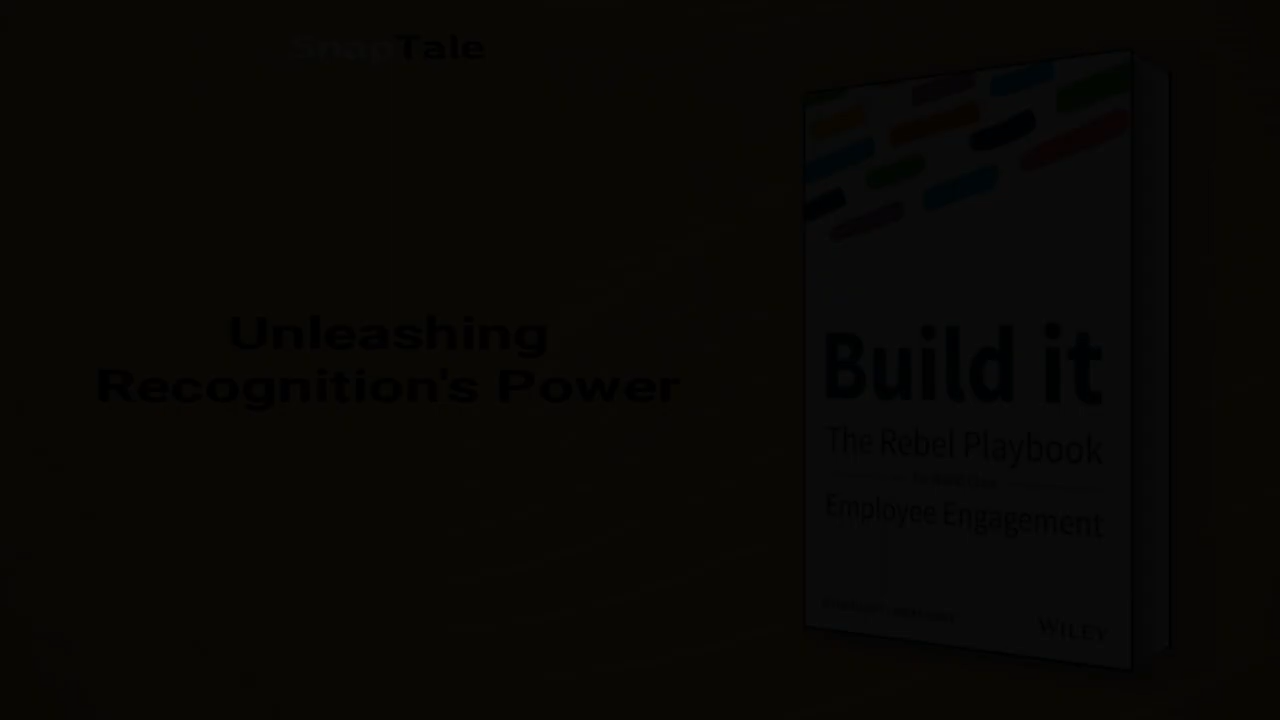 SnapTale
Unleashing
Recognition's Power
Build it
The Rebel Playbook
Employee Engagement
WILEY